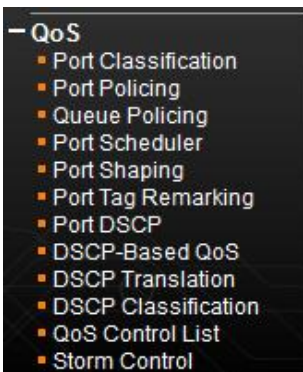 QoS
Port Classification
Port Policing
Queue Policing
Port Scheduler
Port Shaping
Port Tag Remarking
Port DSCP
DSCP-Based QoS
DSCP Translation
DSCP Classification
QoS Control List
Storm Control